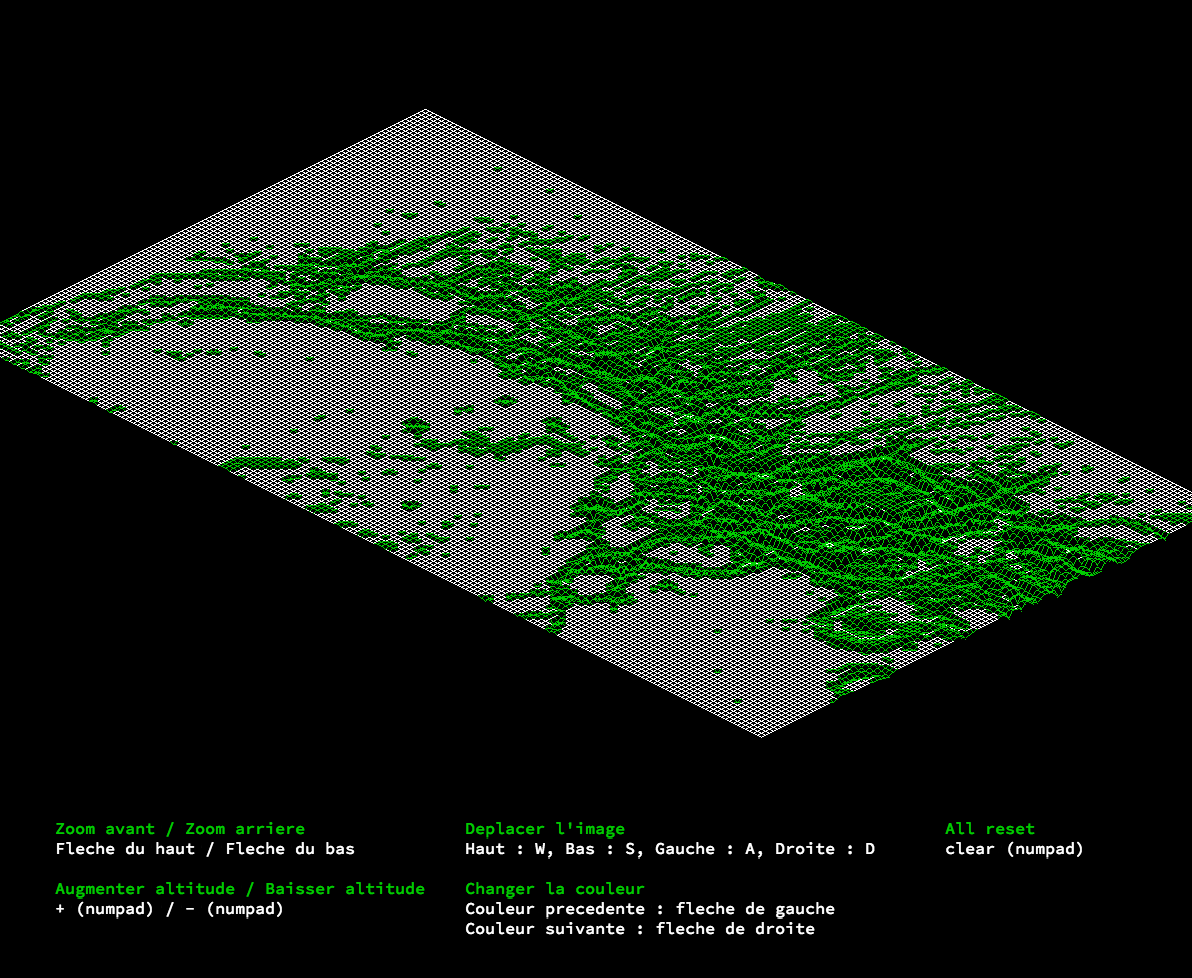 Zoom avant / Zoom arriere
Fleche du haut / Fleche du bas
Augmenter altitude / Baisser altitude
+ (numpad) / - (numpad)
Deplacer l'image
Haut : W, Bas : S, Gauche : A, Droite : D
Changer la couleur
Couleur precedente : fleche de gauche
Couleur suivante : fleche de droite
All reset
clear (numpad)